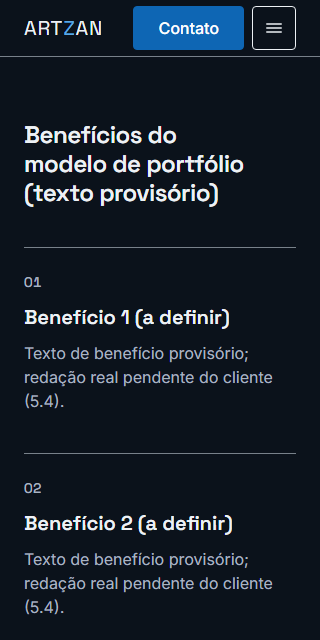 ARTZAN
Contato
Benefícios do
modelo de portfólio
(texto provisório)
01
Benefício 1 (a definir)
Texto de benefício provisório;
redação real pendente do cliente
(5.4).
02
Benefício 2 (a definir)
Texto de benefício provisório;
redação real pendente do cliente
(5.4).